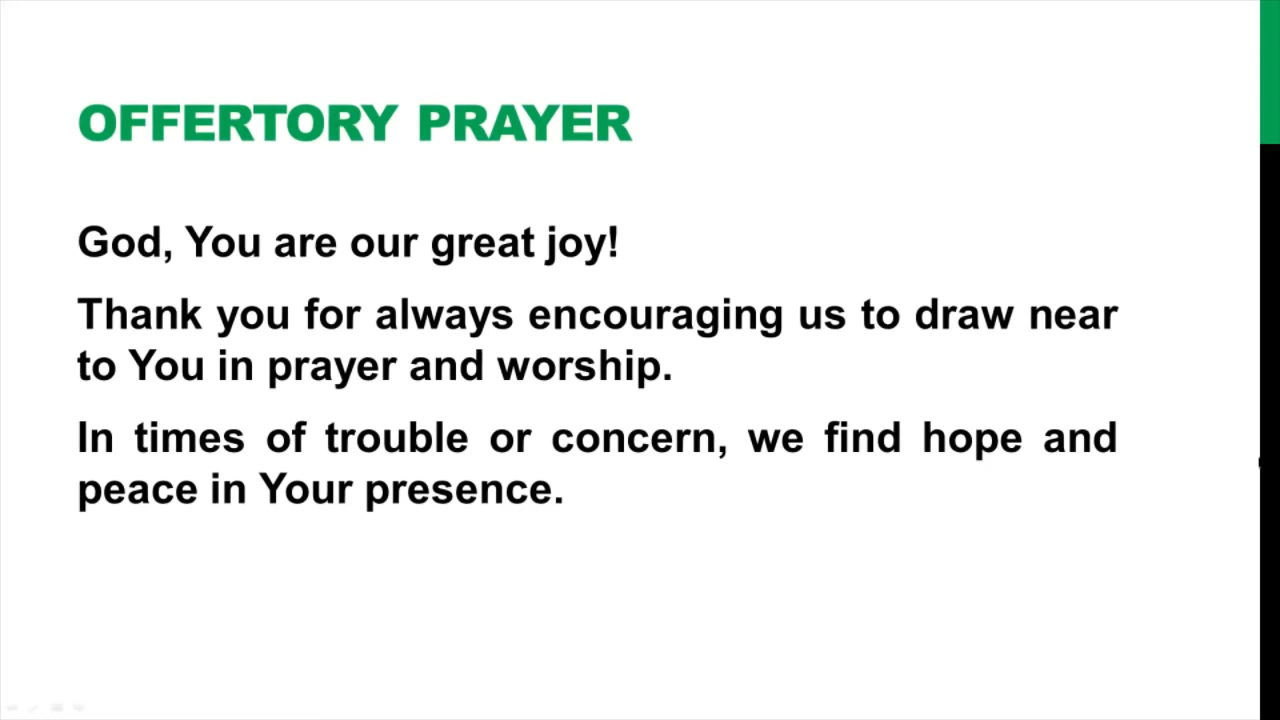 OFFERTORY PRAYER
God, You are our great joy!
Thank you for always encouraging us to draw near
to You in prayer and worship.
In times of trouble or concern, we find hope and
peace in Your presence.